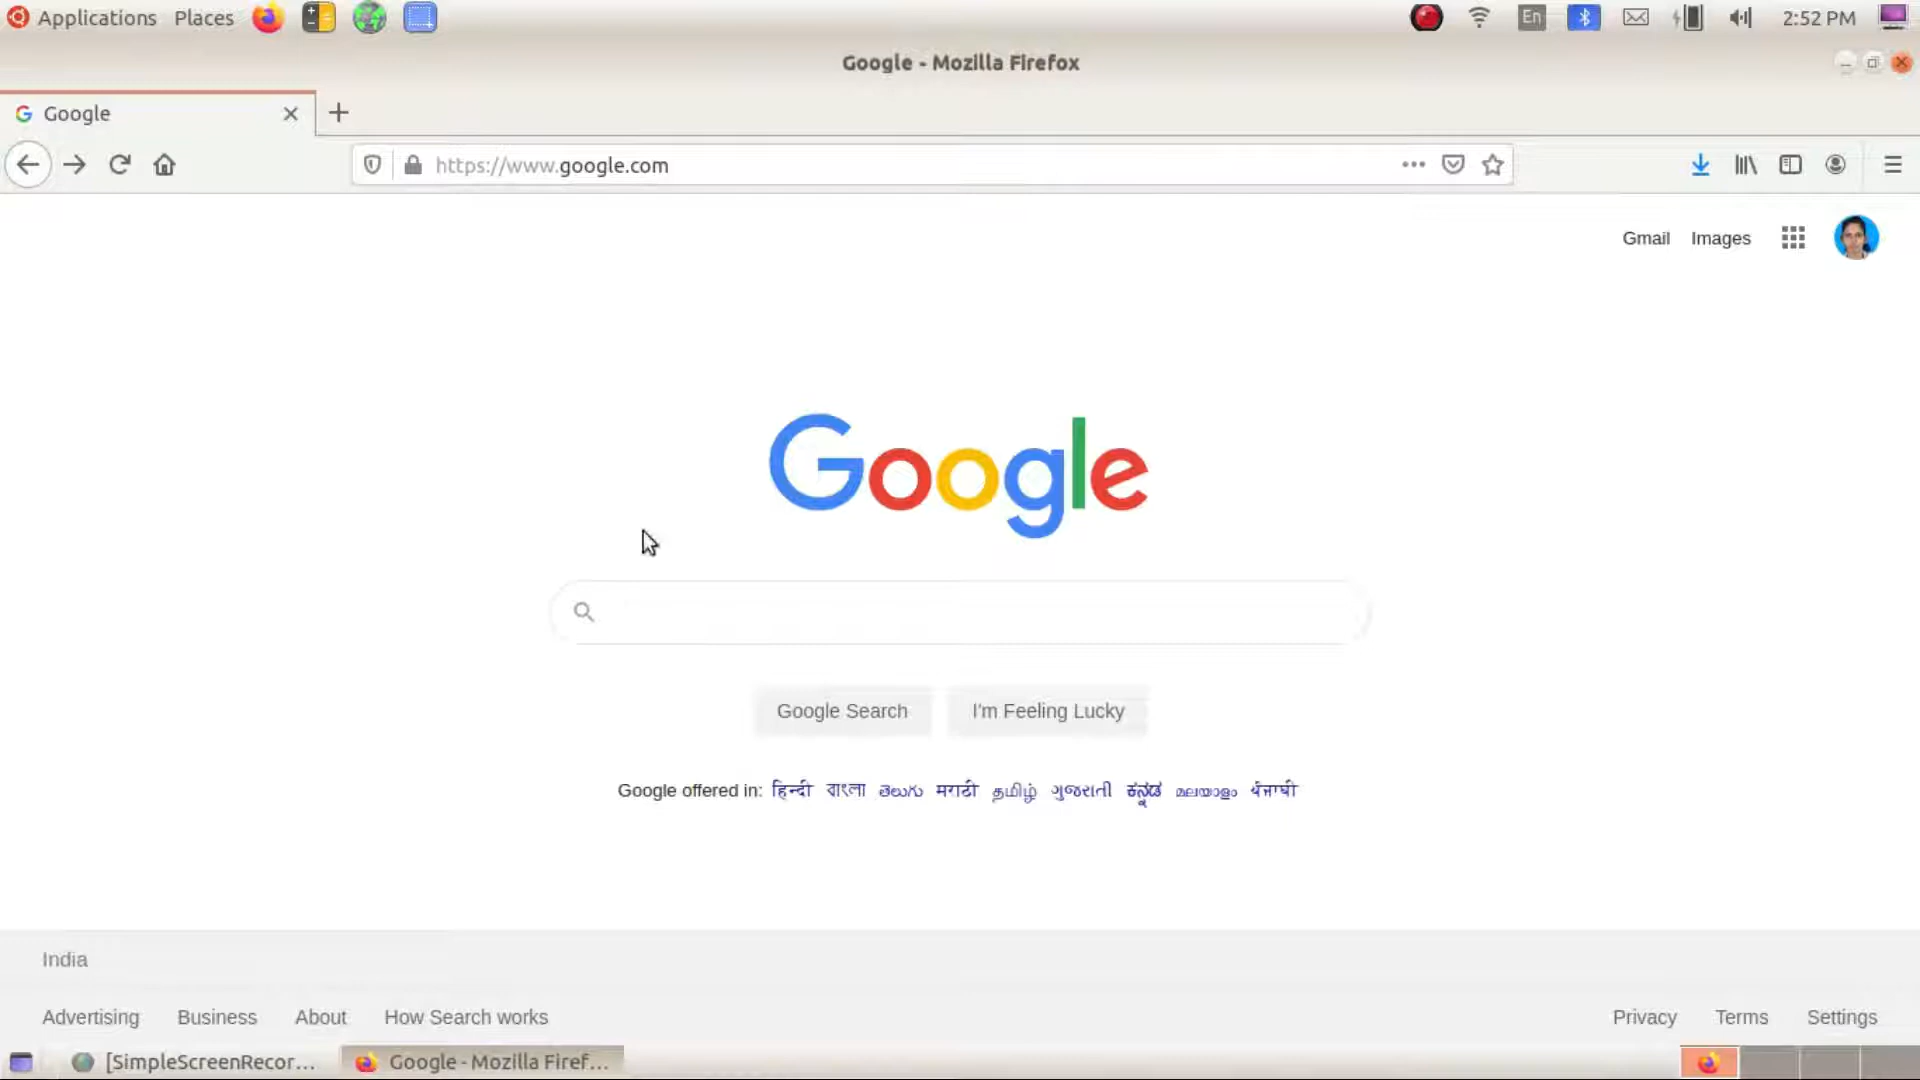 Applications Places En 2:52 PM
Google - Mozilla Firefox
Google
https://www.google.com
Gmail Images
Google
Google Search I'm Feeling Lucky
Google offered in: हिन्दी বাংলা తెలుగు मराठी தமிழ் ગુજરાતી ಕನ್ನಡ മലയാളം ਪੰਜਾਬੀ
India
Advertising Business About How Search works Privacy Terms Settings
[SimpleScreenRecor... Google - Mozilla Firef...